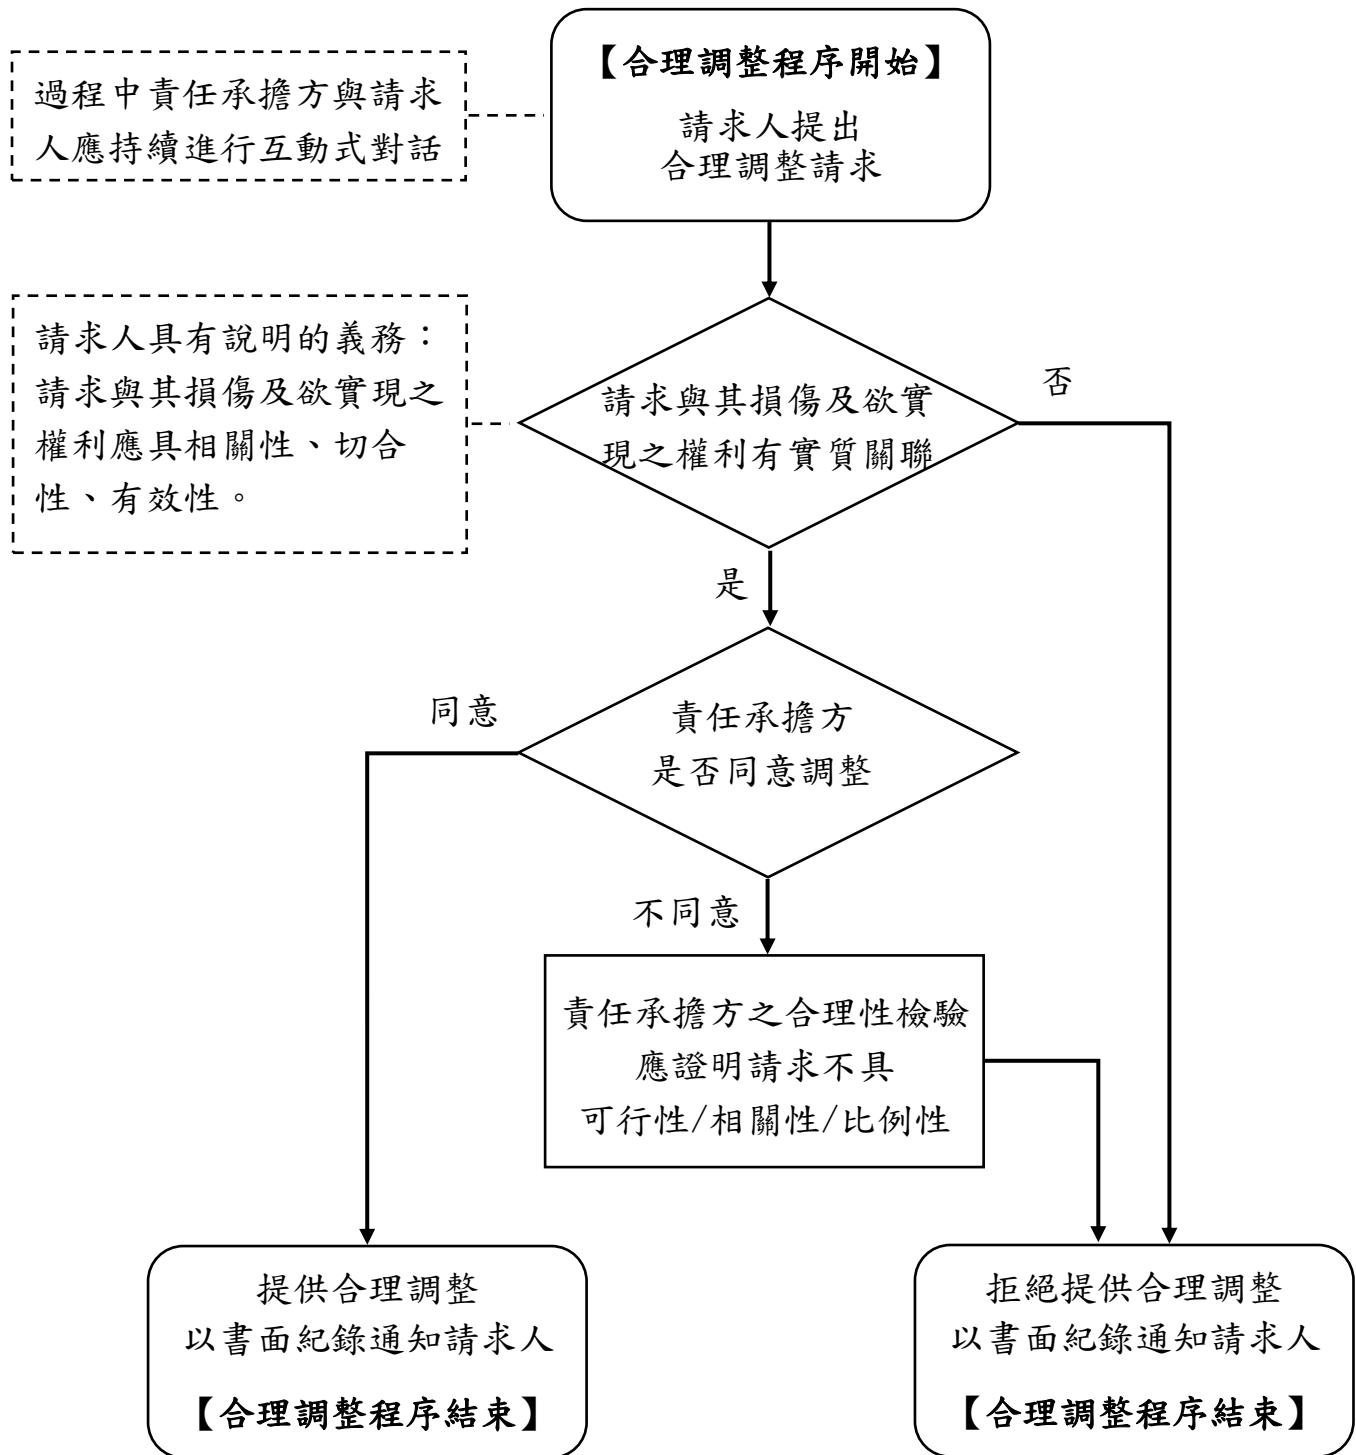 【合理調整程序開始】
請求人提出
合理調整請求
過程中責任承擔方與請求
人應持續進行互動式對話
請求人具有說明的義務：
請求與其損傷及欲實現之
權利應具相關性、切合
性、有效性。
請求與其損傷及欲實
現之權利有實質關聯
否
是
責任承擔方
是否同意調整
同意
不同意
責任承擔方之合理性檢驗
應證明請求不具
可行性/相關性/比例性
提供合理調整
以書面紀錄通知請求人
【合理調整程序結束】
拒絕提供合理調整
以書面紀錄通知請求人
【合理調整程序結束】